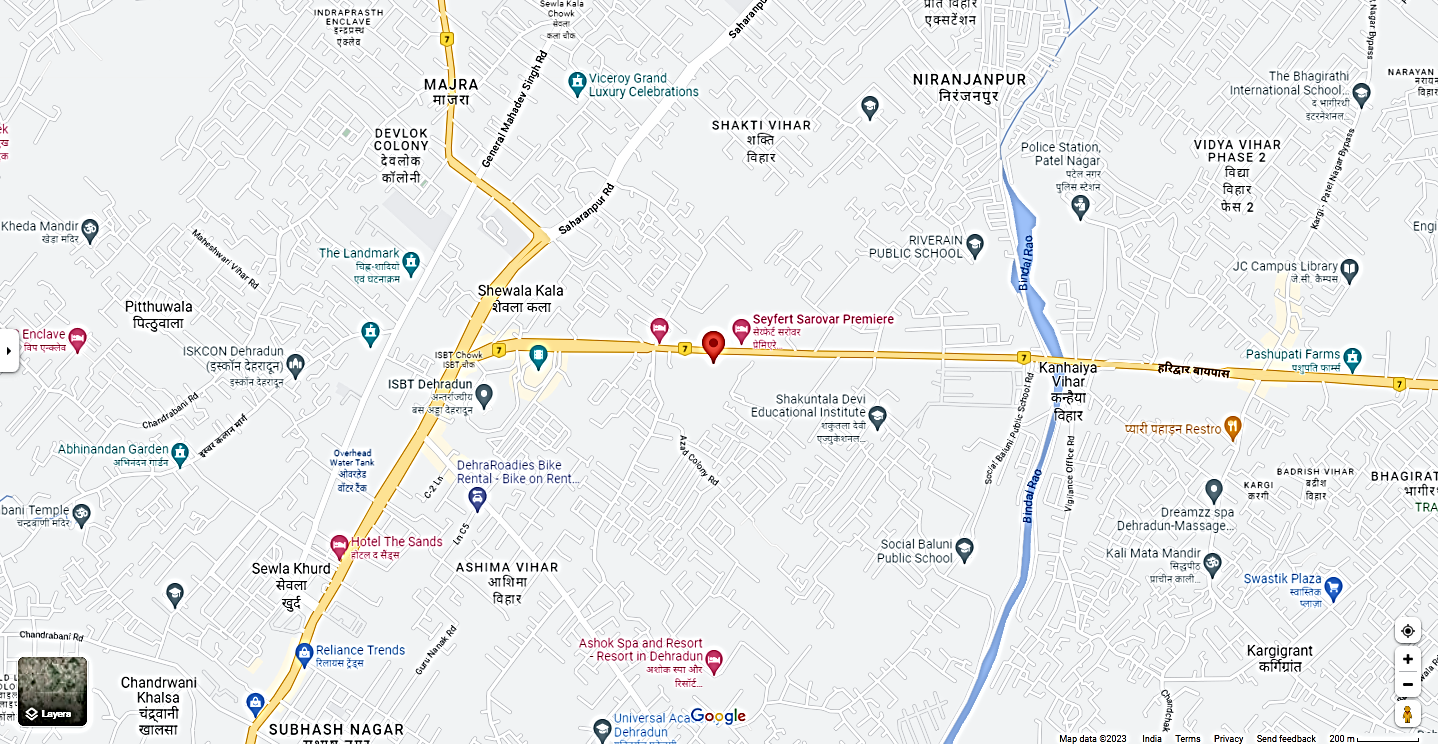 INDRAPRASTH
ENCLAVE
इन्द्रप्रस्थ
एंक्लेव
Sewla Kala
Chowk
सेवला
कला चौक
Saharanpu
एक्सटेंशन
7
MAJRA
माजरा
General Mahadev Singh Rd
Viceroy Grand
Luxury Celebrations
NIRANJANPUR
निरंजनपुर
The Bhagirathi
International School...
द भागीरथी
इंटरनेशनल...
NARAYAN
Nagar Bypass
SHAKTI VIHAR
शक्ति
विहार
DEVLOK
COLONY
देवलोक
कॉलोनी
Police Station,
Patel Nagar
पटेल नगर
पुलिस स्टेशन
VIDYA VIHAR
PHASE 2
विद्या
विहार
फेस 2
Kargi - Patel Nagar Bypass
Saharanpur Rd
Kheda Mandir
खेड़ा मंदिर
Maheshwari Vihar Rd
The Landmark
चिह्न-शादियों
एवं घटनाक्रम
RIVERAIN
PUBLIC SCHOOL
Bindal Rao
JC Campus Library
जे.सी. कैम्पस
Pitthuwala
पित्ठुवाला
Shewala Kala
शेवला कला
Seyfert Sarovar Premiere
सेय्फेर्ट सरोवर
प्रेमिएरे
Enclave
विप एन्क्लेव
ISKCON Dehradun
(इस्कॉन देहरादून)
इस्कॉन देहरादून
ISBT Chowk
ISBT चौक
7
7
7
Kanhaiya
Vihar
कन्हैया
विहार
हरिद्वार बायपास
Pashupati Farms
पशुपति फार्म्स
7
ISBT Dehradun
अन्तर्राज्यीय
बस अड्डा देहरादून
Chandrabani Rd
Shakuntala Devi
Educational Institute
शकुंतला देवी
एज्युकेशनल...
Social Baluni Public School Rd
प्यारी पहाड़न Restro
Abhinandan Garden
अभिनंदन गार्डन
Overhead
Water Tank
ओवरहेड
वॉटर टैंक
C-2 Ln
DehraRoadies Bike
Rental - Bike on Rent...
Azad Colony Rd
Vigilance Office Rd
Bindal Rao
KARGI
करगी
BADRISH VIHAR
बद्रीश
विहार
BHAGIRAT
TRA
bani Temple
चन्द्रबाणी मंदिर
Ln C5
Dreamzz spa
Dehradun-Massage...
Hotel The Sands
होटल द सैंड्स
Social Baluni
Public School
Kali Mata Mandir
सिद्धपीठ
प्राचीन काली...
Sewla Khurd
सेवला
खुर्द
ASHIMA VIHAR
आशिमा
विहार
Swastik Plaza
स्वास्तिक
प्लाज़ा
Chandrabani Rd
Guru Nanak Rd
Reliance Trends
रिलायंस ट्रेंड्स
Ashok Spa and Resort
- Resort in Dehradun
अशोक स्पा और
रिसॉर्ट...
Kargigrant
कर्गिग्रांत
Chandrwani
Khalsa
चंद्र्वानी
खालसा
Layers
SUBHASH NAGAR
Universal Aca
Dehradun
Google
Map data ©2023
India
Terms
Privacy
Send feedback
200 m